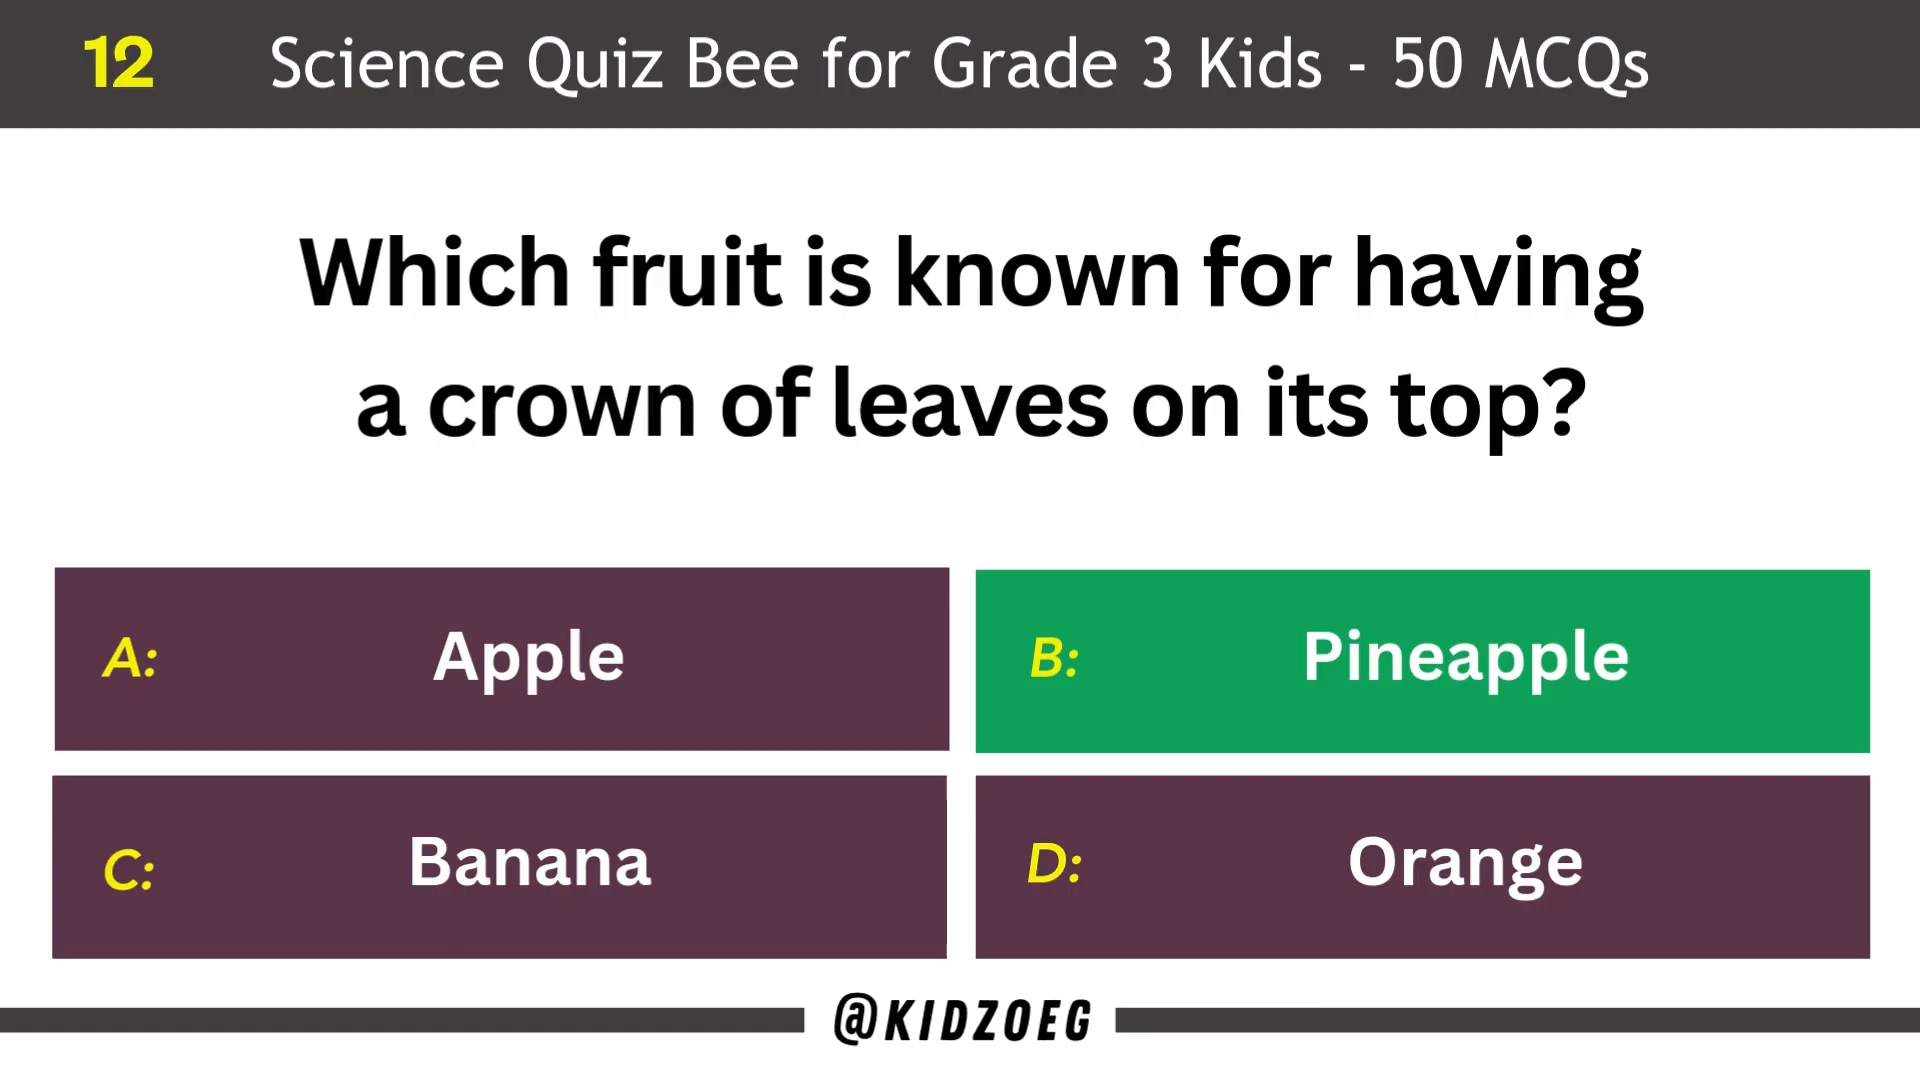 12 Science Quiz Bee for Grade 3 Kids - 50 MCQs
Which fruit is known for having
a crown of leaves on its top?
A: Apple
B: Pineapple
C: Banana
D: Orange
@KIDZOEG